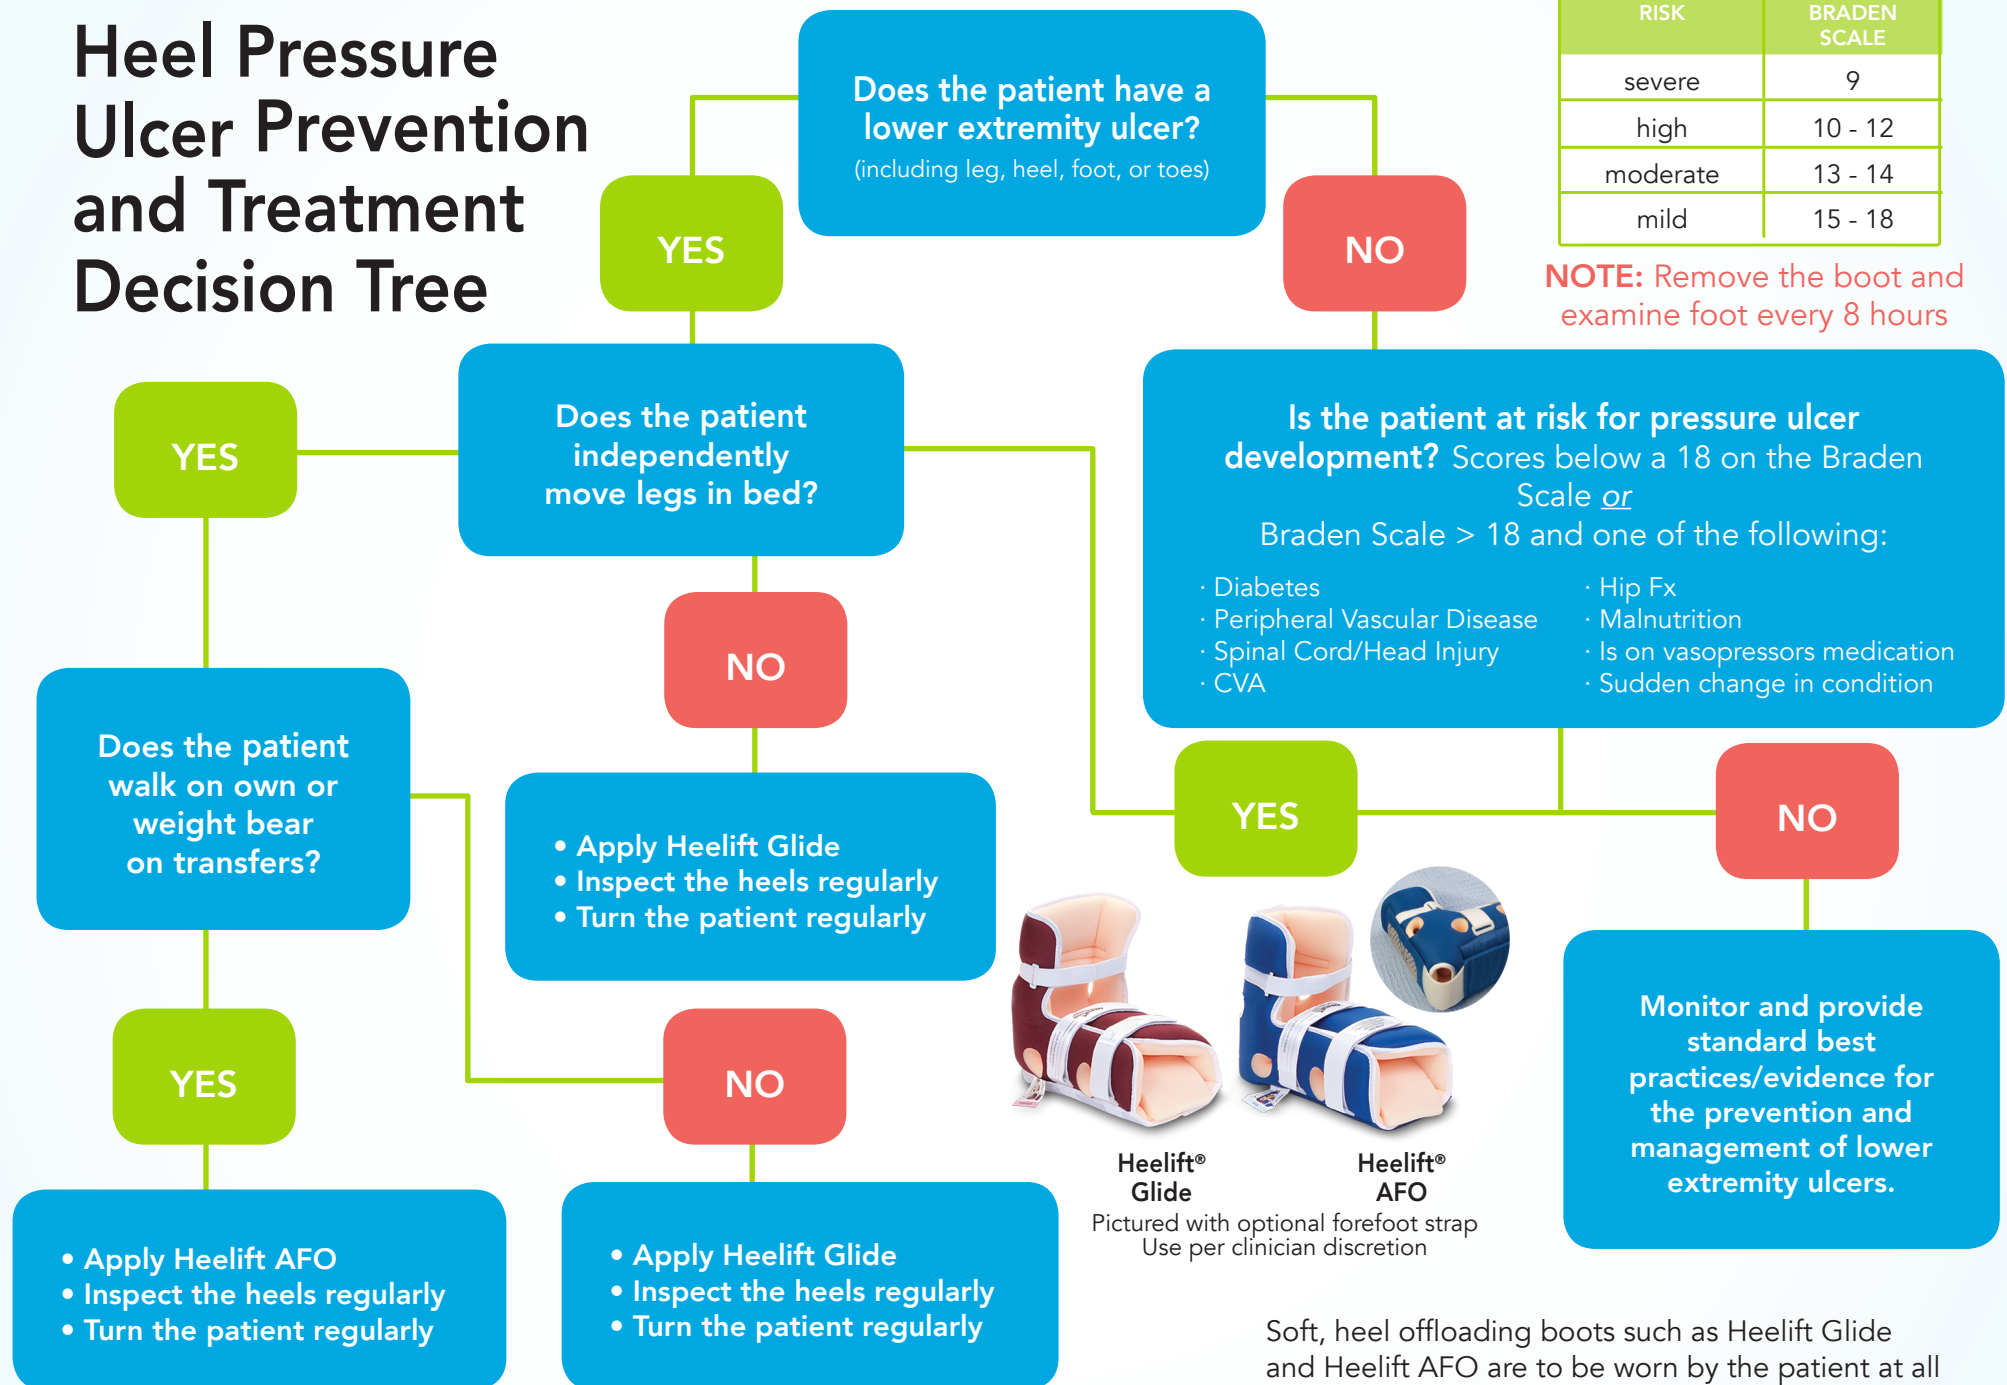 Heel Pressure
Ulcer Prevention
and Treatment
Decision Tree
Does the patient have a
lower extremity ulcer?
(including leg, heel, foot, or toes)
RISK BRADEN
SCALE
severe 9
high 10 - 12
moderate 13 - 14
mild 15 - 18
NOTE: Remove the boot and
examine foot every 8 hours
YES
NO
Does the patient
independently
move legs in bed?
Is the patient at risk for pressure ulcer
development? Scores below a 18 on the Braden
Scale or
Braden Scale > 18 and one of the following:
· Diabetes
· Peripheral Vascular Disease
· Spinal Cord/Head Injury
· CVA
· Hip Fx
· Malnutrition
· Is on vasopressors medication
· Sudden change in condition
YES
NO
YES
NO
Does the patient
walk on own or
weight bear
on transfers?
• Apply Heelift Glide
• Inspect the heels regularly
• Turn the patient regularly
Monitor and provide
standard best
practices/evidence for
the prevention and
management of lower
extremity ulcers.
YES
NO
Heelift®
Glide
Heelift®
AFO
Pictured with optional forefoot strap
Use per clinician discretion
• Apply Heelift AFO
• Inspect the heels regularly
• Turn the patient regularly
• Apply Heelift Glide
• Inspect the heels regularly
• Turn the patient regularly
Soft, heel offloading boots such as Heelift Glide
and Heelift AFO are to be worn by the patient at all